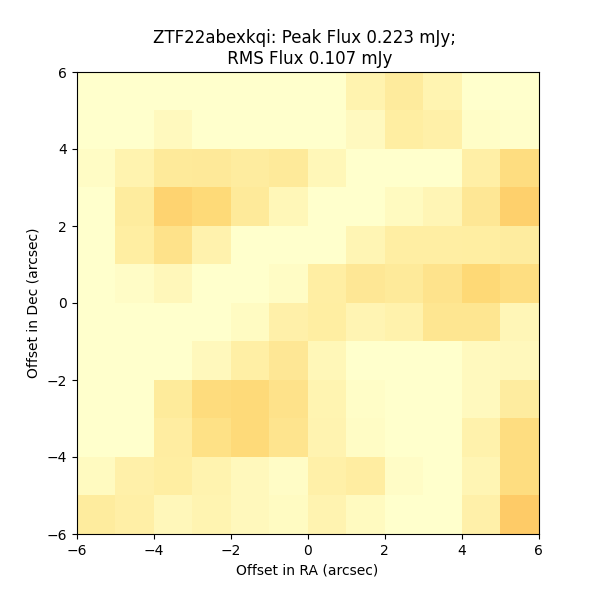 ZTF22abexkqi: Peak Flux 0.223 mJy;
RMS Flux 0.107 mJy
6
4
2
0
−2
−4
−6
Offset in Dec (arcsec)
−6 −4 −2 0 2 4 6
Offset in RA (arcsec)